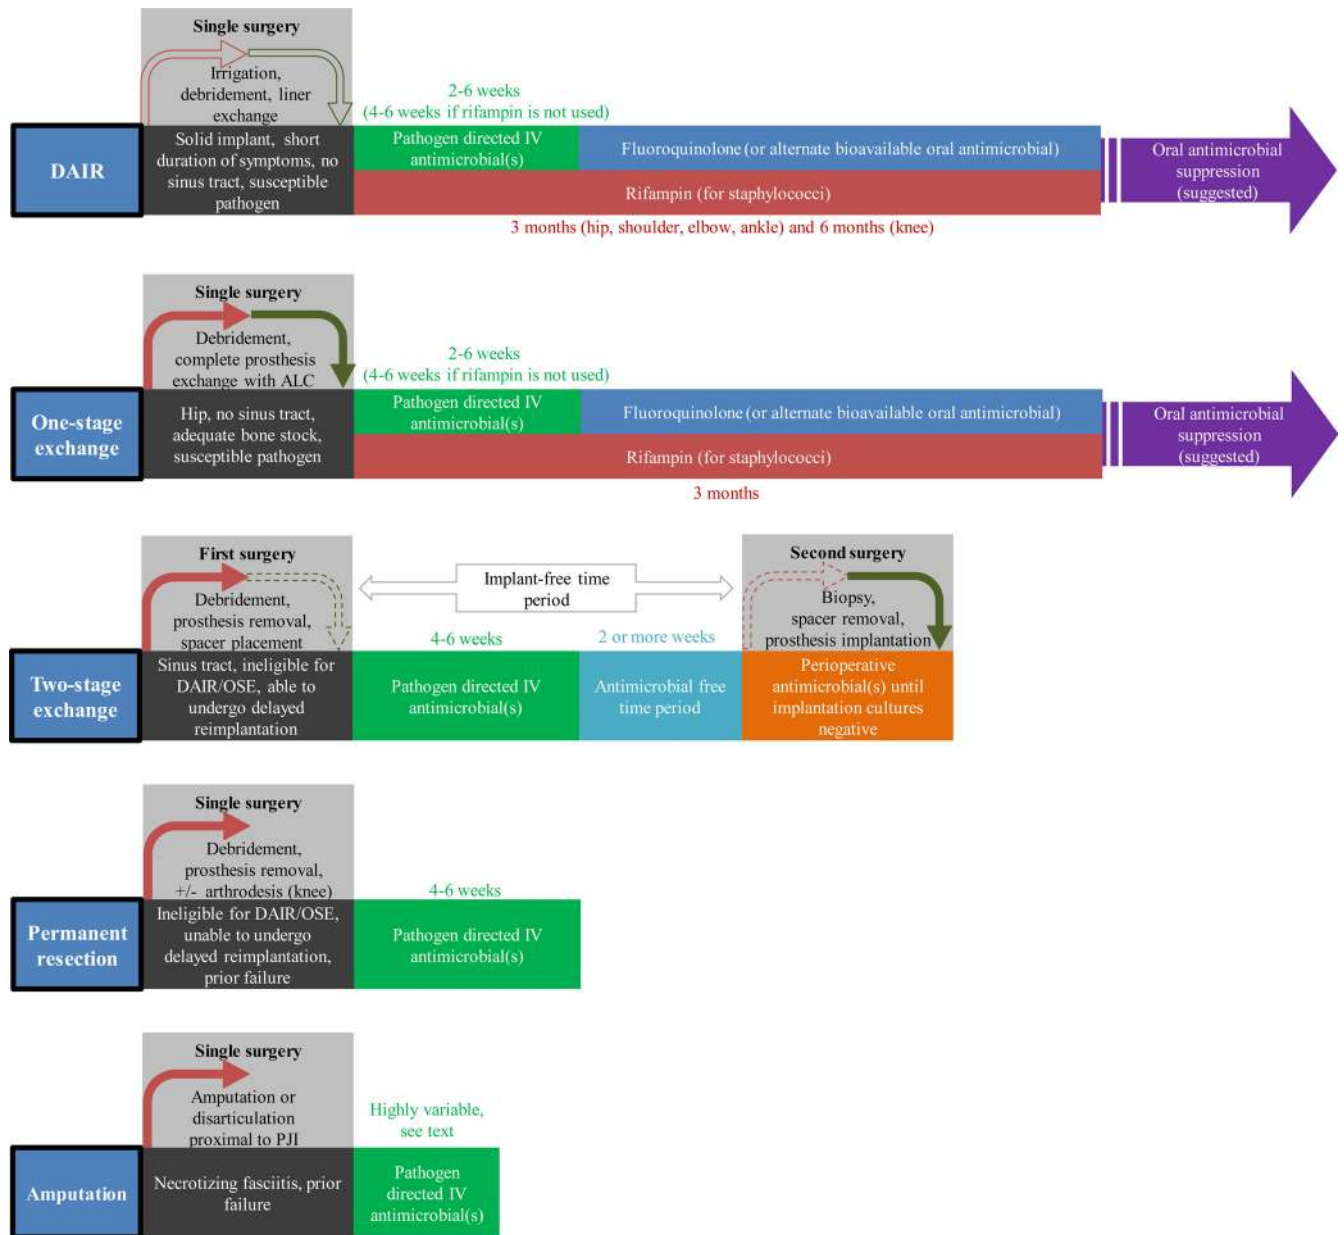 Single surgery
Irrigation,
debridement, liner
exchange
2-6 weeks
(4-6 weeks if rifampin is not used)
DAIR
Solid implant, short
duration of symptoms, no
sinus tract, susceptible
pathogen
Pathogen directed IV
antimicrobial(s)
Fluoroquinolone (or alternate bioavailable oral antimicrobial)
Rifampin (for staphylococci)
Oral antimicrobial
suppression
(suggested)
3 months (hip, shoulder, elbow, ankle) and 6 months (knee)
Single surgery
Debridement,
complete prosthesis
exchange with ALC
2-6 weeks
(4-6 weeks if rifampin is not used)
One-stage
exchange
Hip, no sinus tract,
adequate bone stock,
susceptible pathogen
Pathogen directed IV
antimicrobial(s)
Fluoroquinolone (or alternate bioavailable oral antimicrobial)
Rifampin (for staphylococci)
Oral antimicrobial
suppression
(suggested)
3 months
First surgery
Debridement,
prosthesis removal,
spacer placement
Implant-free time
period
Second surgery
Biopsy,
spacer removal,
prosthesis implantation
4-6 weeks
2 or more weeks
Two-stage
exchange
Sinus tract, ineligible for
DAIR/OSE, able to
undergo delayed
reimplantation
Pathogen directed IV
antimicrobial(s)
Antimicrobial free
time period
Perioperative
antimicrobial(s) until
implantation cultures
negative
Single surgery
Debridement,
prosthesis removal,
+/- arthrodesis (knee)
4-6 weeks
Permanent
resection
Ineligible for DAIR/OSE,
unable to undergo
delayed reimplantation,
prior failure
Pathogen directed IV
antimicrobial(s)
Single surgery
Amputation or
disarticulation
proximal to PJI
Highly variable,
see text
Amputation
Necrotizing fasciitis, prior
failure
Pathogen
directed IV
antimicrobial(s)